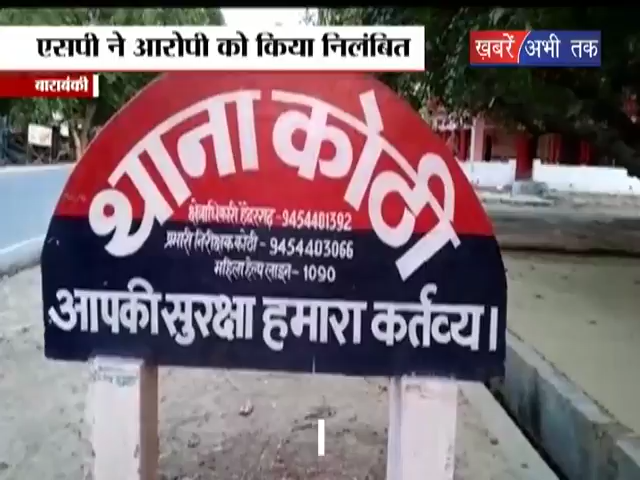 एसपी ने आरोपी को किया निलंबित
ख़बरें अभी तक
बाराबंकी
थाना कोठी
क्षेत्राधिकारी हैदरगढ़ - 9454401392
प्रभारी निरीक्षक कोठी - 9454403066
महिला हेल्प लाइन - 1090
आपकी सुरक्षा हमारा कर्तव्य।